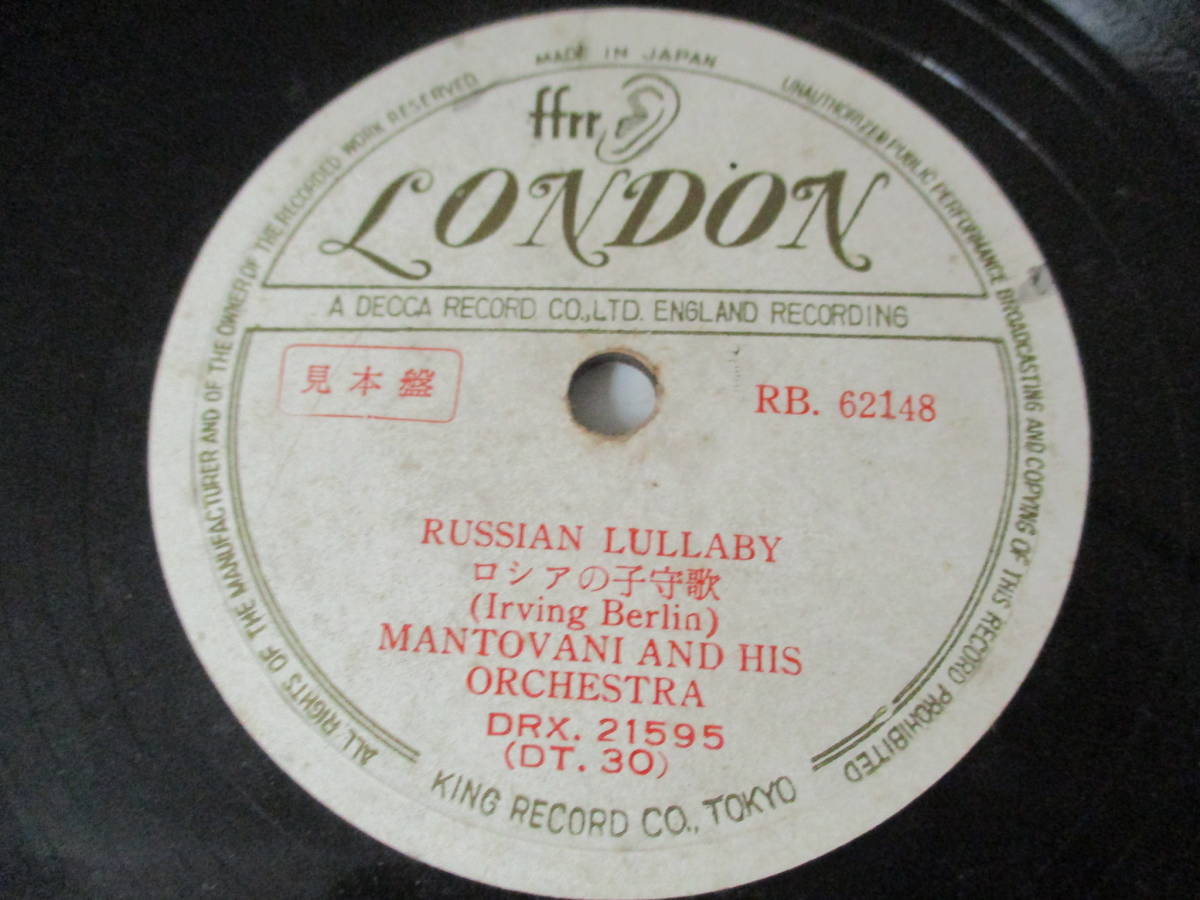 MADE IN JAPAN
ALL RIGHTS OF THE MANUFACTURER AND OF THE OWNER OF THE RECORDED WORK RESERVED
UNAUTHORIZED PUBLIC PERFORMANCE BROADCASTING AND COPYING OF THIS RECORD PROHIBITED
ffrr
LONDON
A DECCA RECORD CO.,LTD. ENGLAND RECORDING
見本盤
RB. 62148
RUSSIAN LULLABY
ロシアの子守歌
(Irving Berlin)
MANTOVANI AND HIS
ORCHESTRA
DRX. 21595
(DT. 30)
KING RECORD CO., TOKYO